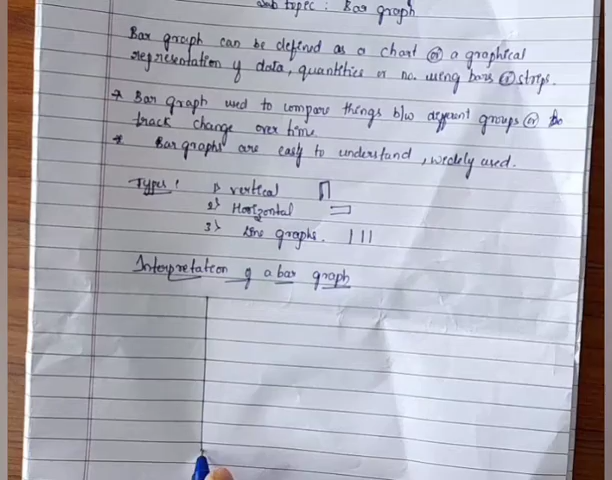 Sub topec : Bar graph
Bar graph can be defined as a chart (or) a graphical
representation of data, quantities or no. using bars (or) strips.
→ Bar graph used to compare things b/w different groups (or) to
track change over time.
* Bar graphs are easy to understand, widely used.
Types : 1) vertical
2) Horizontal
3) Line graphs.
Interpretation of a bar graph